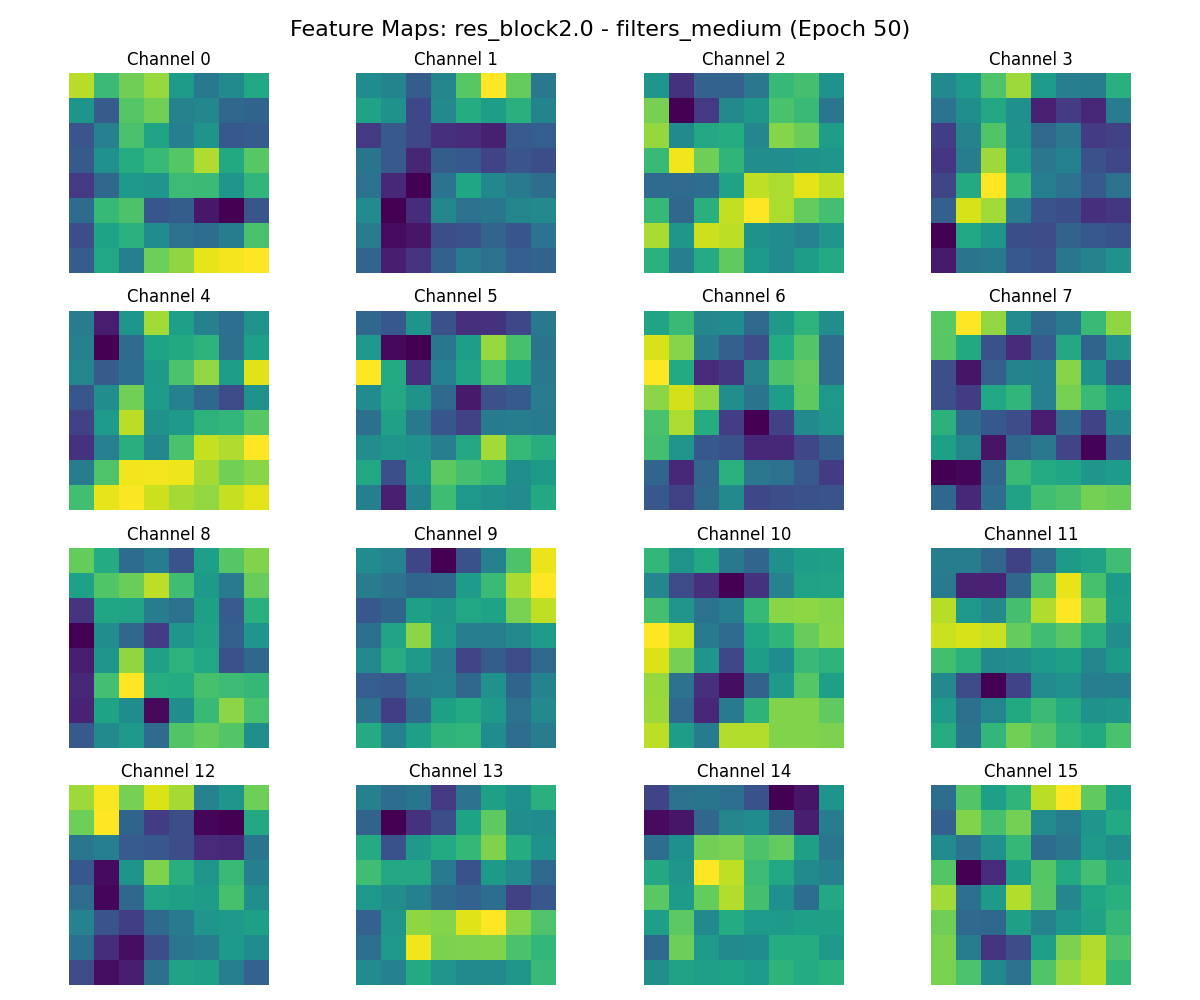 Feature Maps: res_block2.0 - filters_medium (Epoch 50)
Channel 0 Channel 1 Channel 2 Channel 3
Channel 4 Channel 5 Channel 6 Channel 7
Channel 8 Channel 9 Channel 10 Channel 11
Channel 12 Channel 13 Channel 14 Channel 15